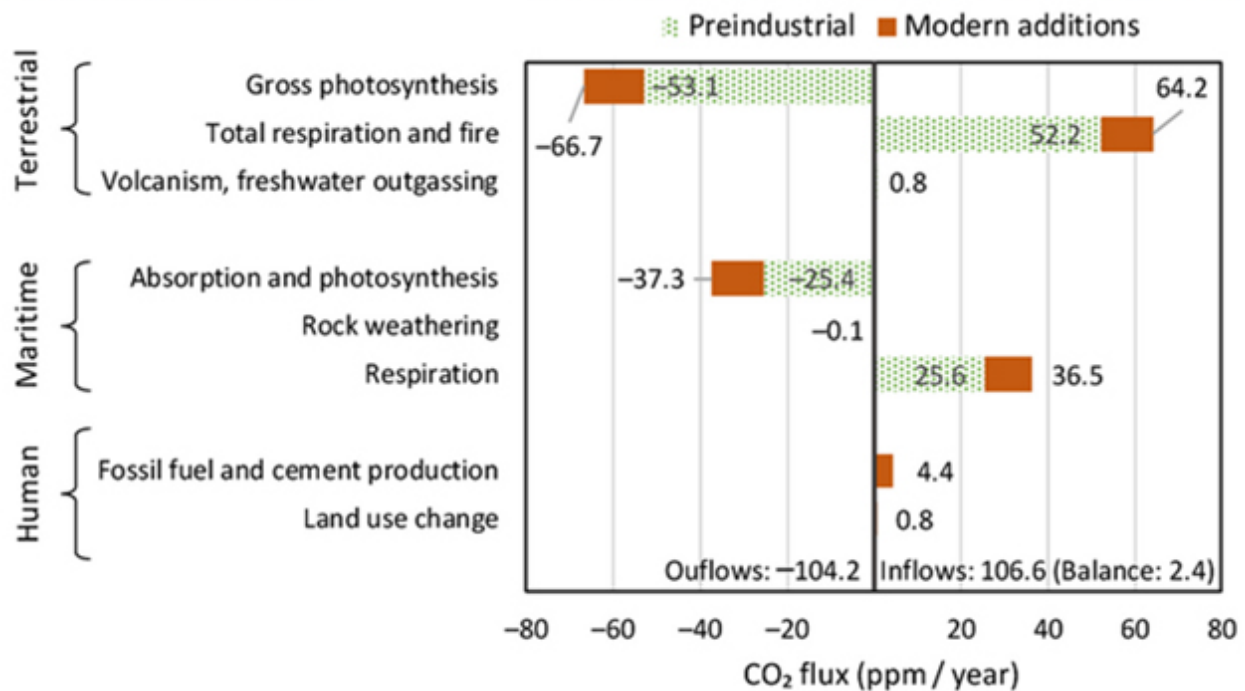 Preindustrial Modern additions
Terrestrial
Gross photosynthesis
−53.1
−66.7
Total respiration and fire
52.2
64.2
Volcanism, freshwater outgassing
0.8
Maritime
Absorption and photosynthesis
−37.3
−25.4
Rock weathering
−0.1
Respiration
25.6
36.5
Human
Fossil fuel and cement production
4.4
Land use change
0.8
Ouflows: −104.2
Inflows: 106.6 (Balance: 2.4)
−80 −60 −40 −20 20 40 60 80
CO₂ flux (ppm / year)